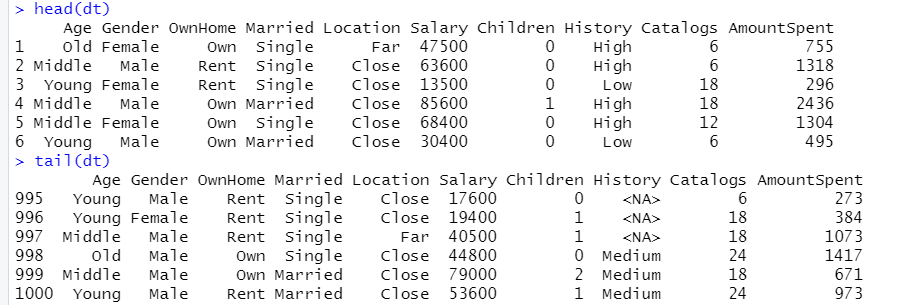 > head(dt)
     Age Gender OwnHome Married Location Salary Children History Catalogs AmountSpent
1    Old Female     Own  Single      Far  47500        0    High        6         755
2 Middle   Male    Rent  Single    Close  63600        0    High        6        1318
3  Young Female    Rent  Single    Close  13500        0     Low       18         296
4 Middle   Male     Own Married    Close  85600        1    High       18        2436
5 Middle Female     Own  Single    Close  68400        0    High       12        1304
6  Young   Male     Own Married    Close  30400        0     Low        6         495
> tail(dt)
        Age Gender OwnHome Married Location Salary Children History Catalogs AmountSpent
995   Young   Male    Rent  Single    Close  17600        0    <NA>        6         273
996   Young Female    Rent  Single    Close  19400        1    <NA>       18         384
997  Middle   Male    Rent  Single      Far  40500        1    <NA>       18        1073
998     Old   Male     Own  Single    Close  44800        0  Medium       24        1417
999  Middle   Male     Own Married    Close  79000        2  Medium       18         671
1000  Young   Male    Rent Married    Close  53600        1  Medium       24         973